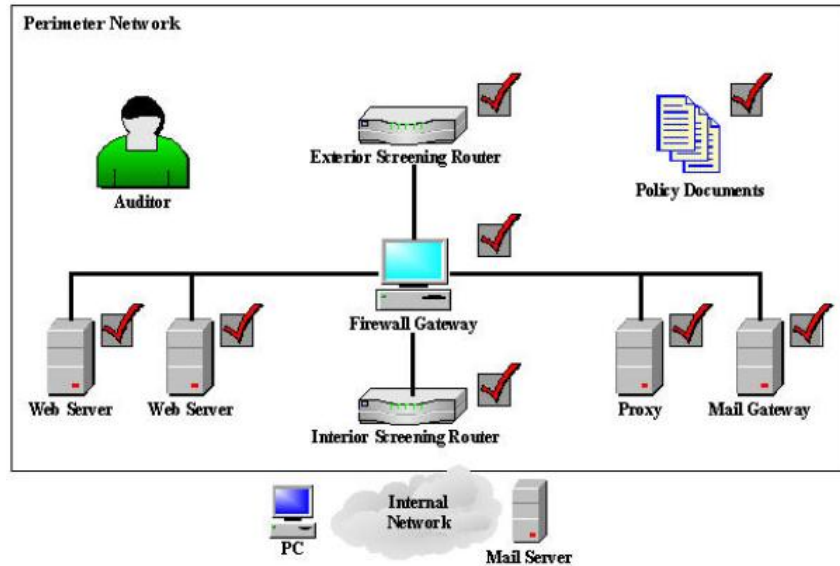 Perimeter Network
Exterior Screening Router
Policy Documents
Auditor
Firewall Gateway
Web Server
Web Server
Proxy
Mail Gateway
Interior Screening Router
Internal
Network
PC
Mail Server